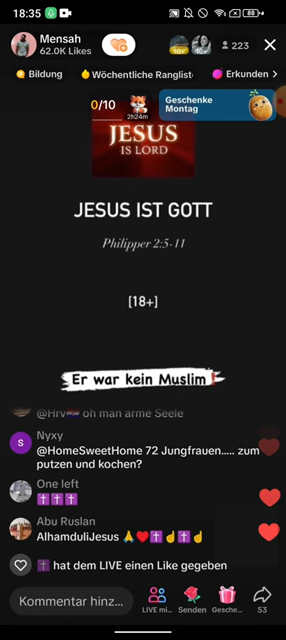 18:35
Mensah
62.0K Likes
223
Bildung
Wöchentliche Ranglist
Erkunden
0/10
2h24m
Geschenke
Montag
JESUS
IS LORD
JESUS IST GOTT
Philipper 2:5-11
[18+]
Er war kein Muslim❗
@Hrv oh man arme Seele
Nyxy
@HomeSweetHome 72 Jungfrauen..... zum
putzen und kochen?
One left
✝️✝️✝️
Abu Ruslan
AlhamduliJesus 🙏❤️✝️☝️✝️☝️
✝️ hat dem LIVE einen Like gegeben
Kommentar hinz...
LIVE mi...
Senden
Gesche...
53